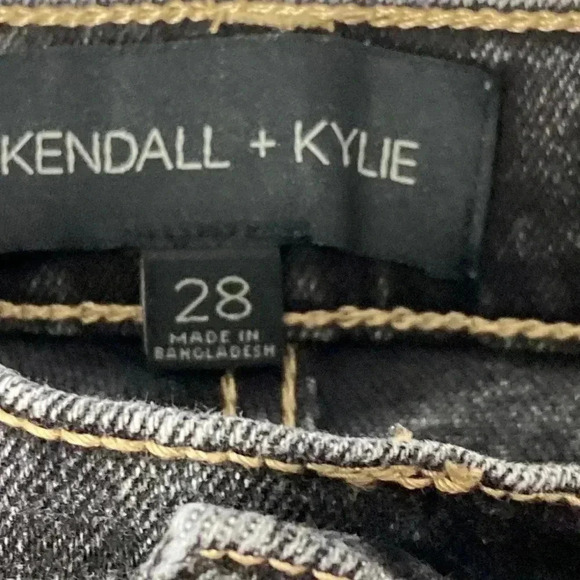 KENDALL + KYLIE
28
MADE IN
BANGLADESH